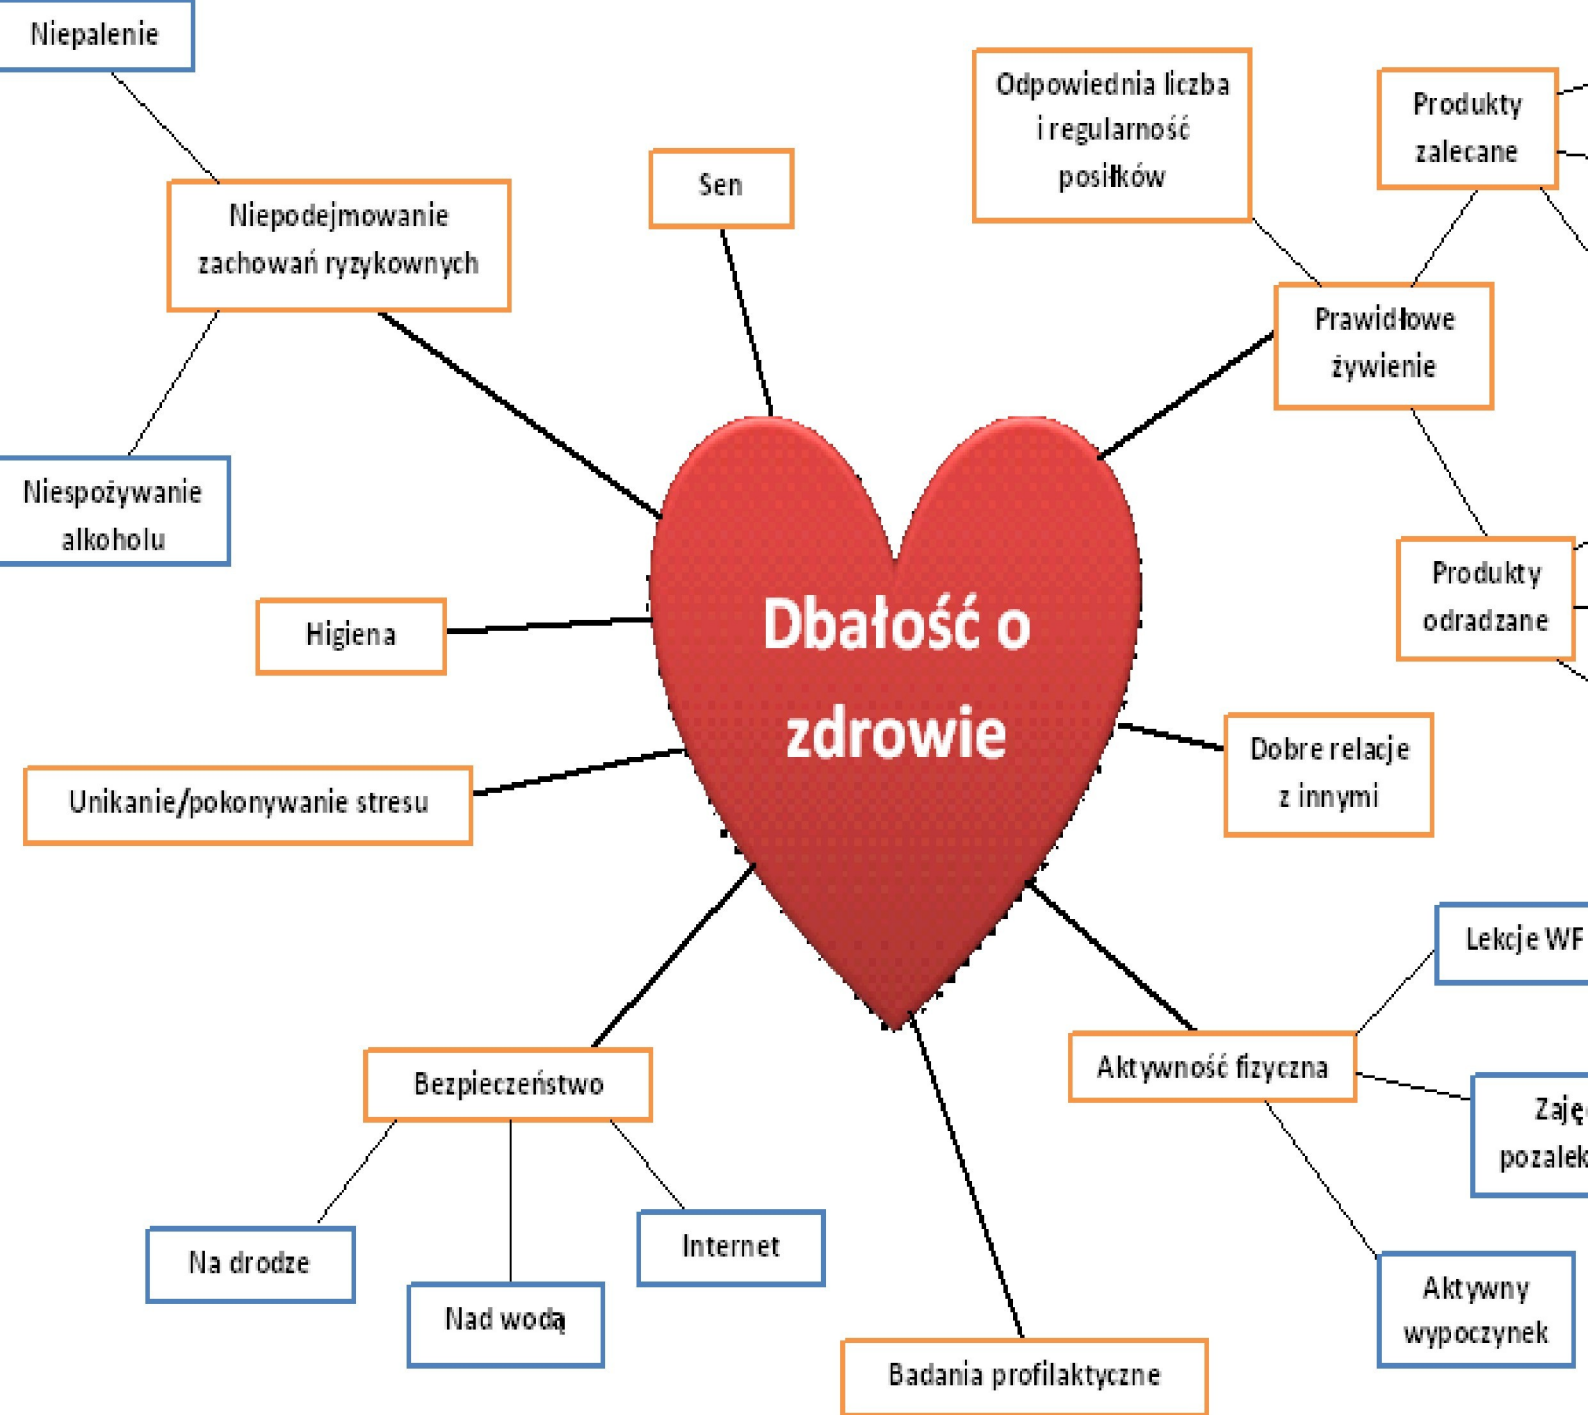 Niepalenie
Odpowiednia liczba
i regularność
posiłków
Produkty
zalecane
Sen
Niepodejmowanie
zachowań ryzykownych
Prawidłowe
żywienie
Niespożywanie
alkoholu
Produkty
odradzane
Higiena
Dbałość o
zdrowie
Dobre relacje
z innymi
Unikanie/pokonywanie stresu
Lekcje WF
Aktywność fizyczna
Bezpieczeństwo
Na drodze
Nad wodą
Internet
Aktywny
wypoczynek
Badania profilaktyczne